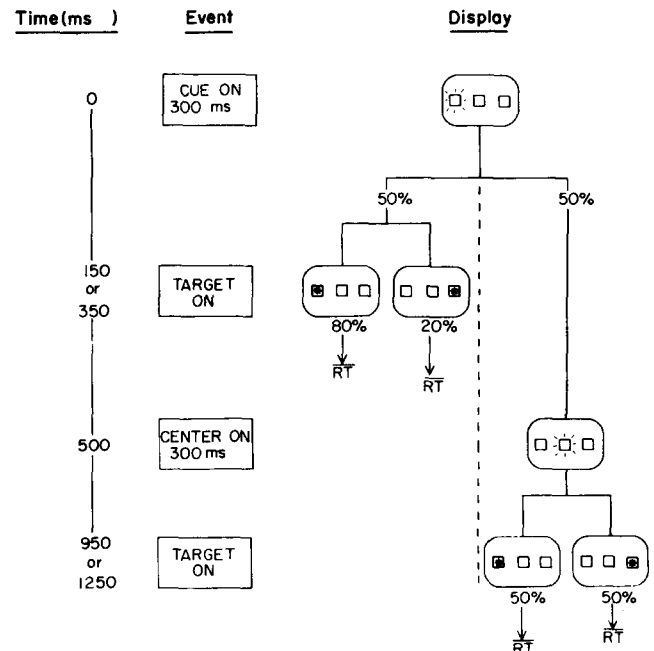 Time(ms ) Event Display
0
CUE ON
300 ms
50% 50%
150
or
350
TARGET
ON
80% 20%
RT RT
500
CENTER ON
300 ms
950
or
1250
TARGET
ON
50% 50%
RT RT